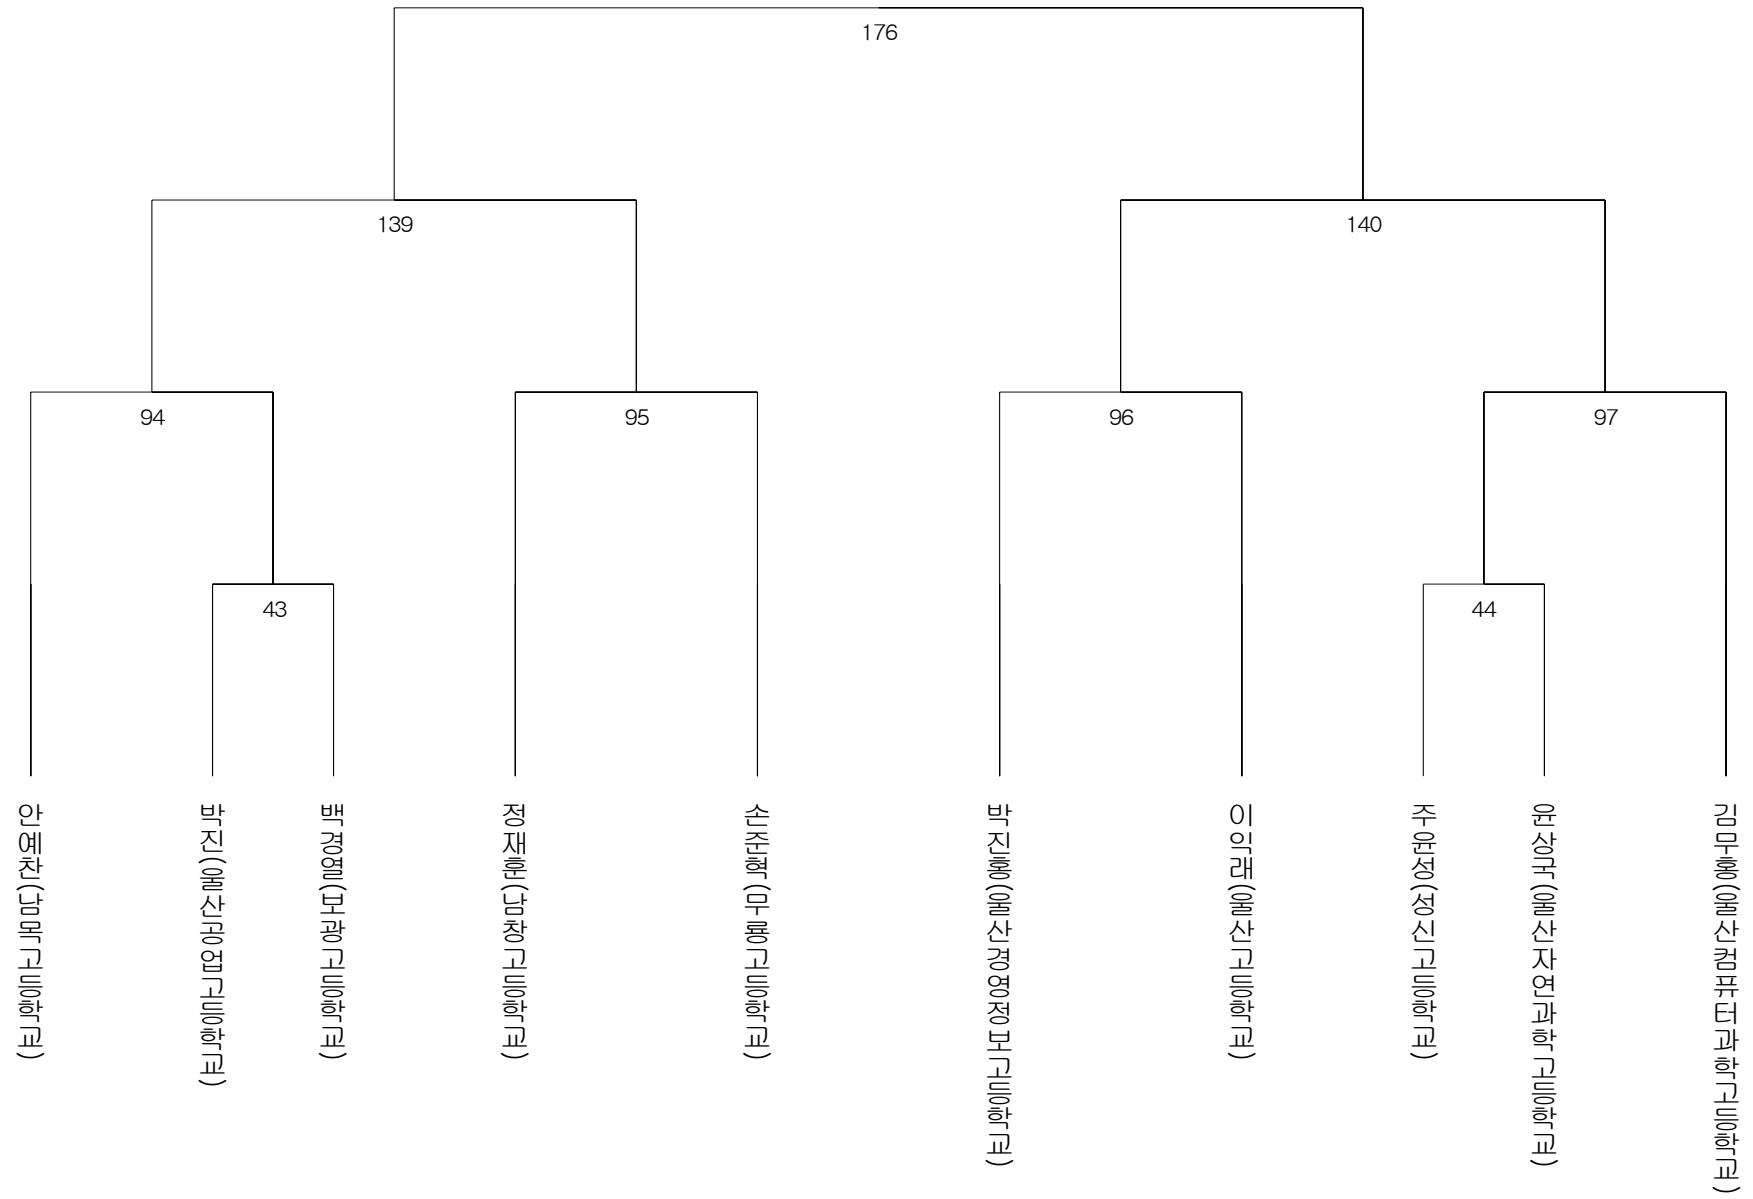 176
139
140
94
95
96
97
43
44
안예찬(남목고등학교)
박진(울산공업고등학교)
백경열(보광고등학교)
정재훈(남창고등학교)
손준혁(무룡고등학교)
박진홍(울산경영정보고등학교)
이익래(울산고등학교)
주윤성(성신고등학교)
윤상국(울산자연과학고등학교)
김무홍(울산컴퓨터과학고등학교)